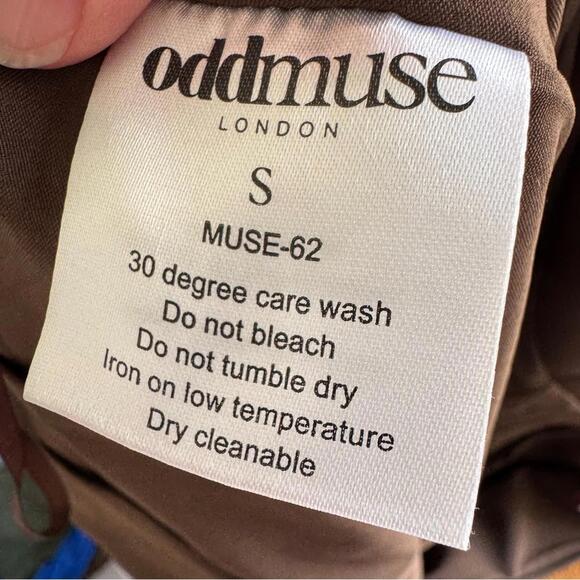 oddmuse
LONDON
S
MUSE-62
30 degree care wash
Do not bleach
Do not tumble dry
Iron on low temperature
Dry cleanable